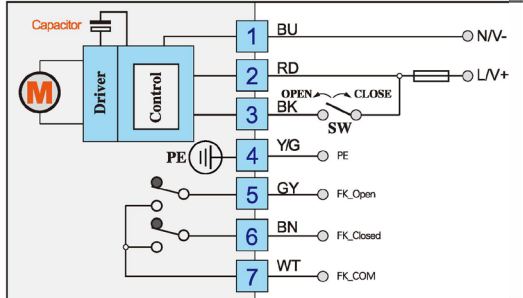 Capacitor
M
Driver
Control
1 BU N/V-
2 RD L/V+
OPEN CLOSE
3 BK
SW
PE 4 Y/G PE
5 GY FK_Open
6 BN FK_Closed
7 WT FK_COM